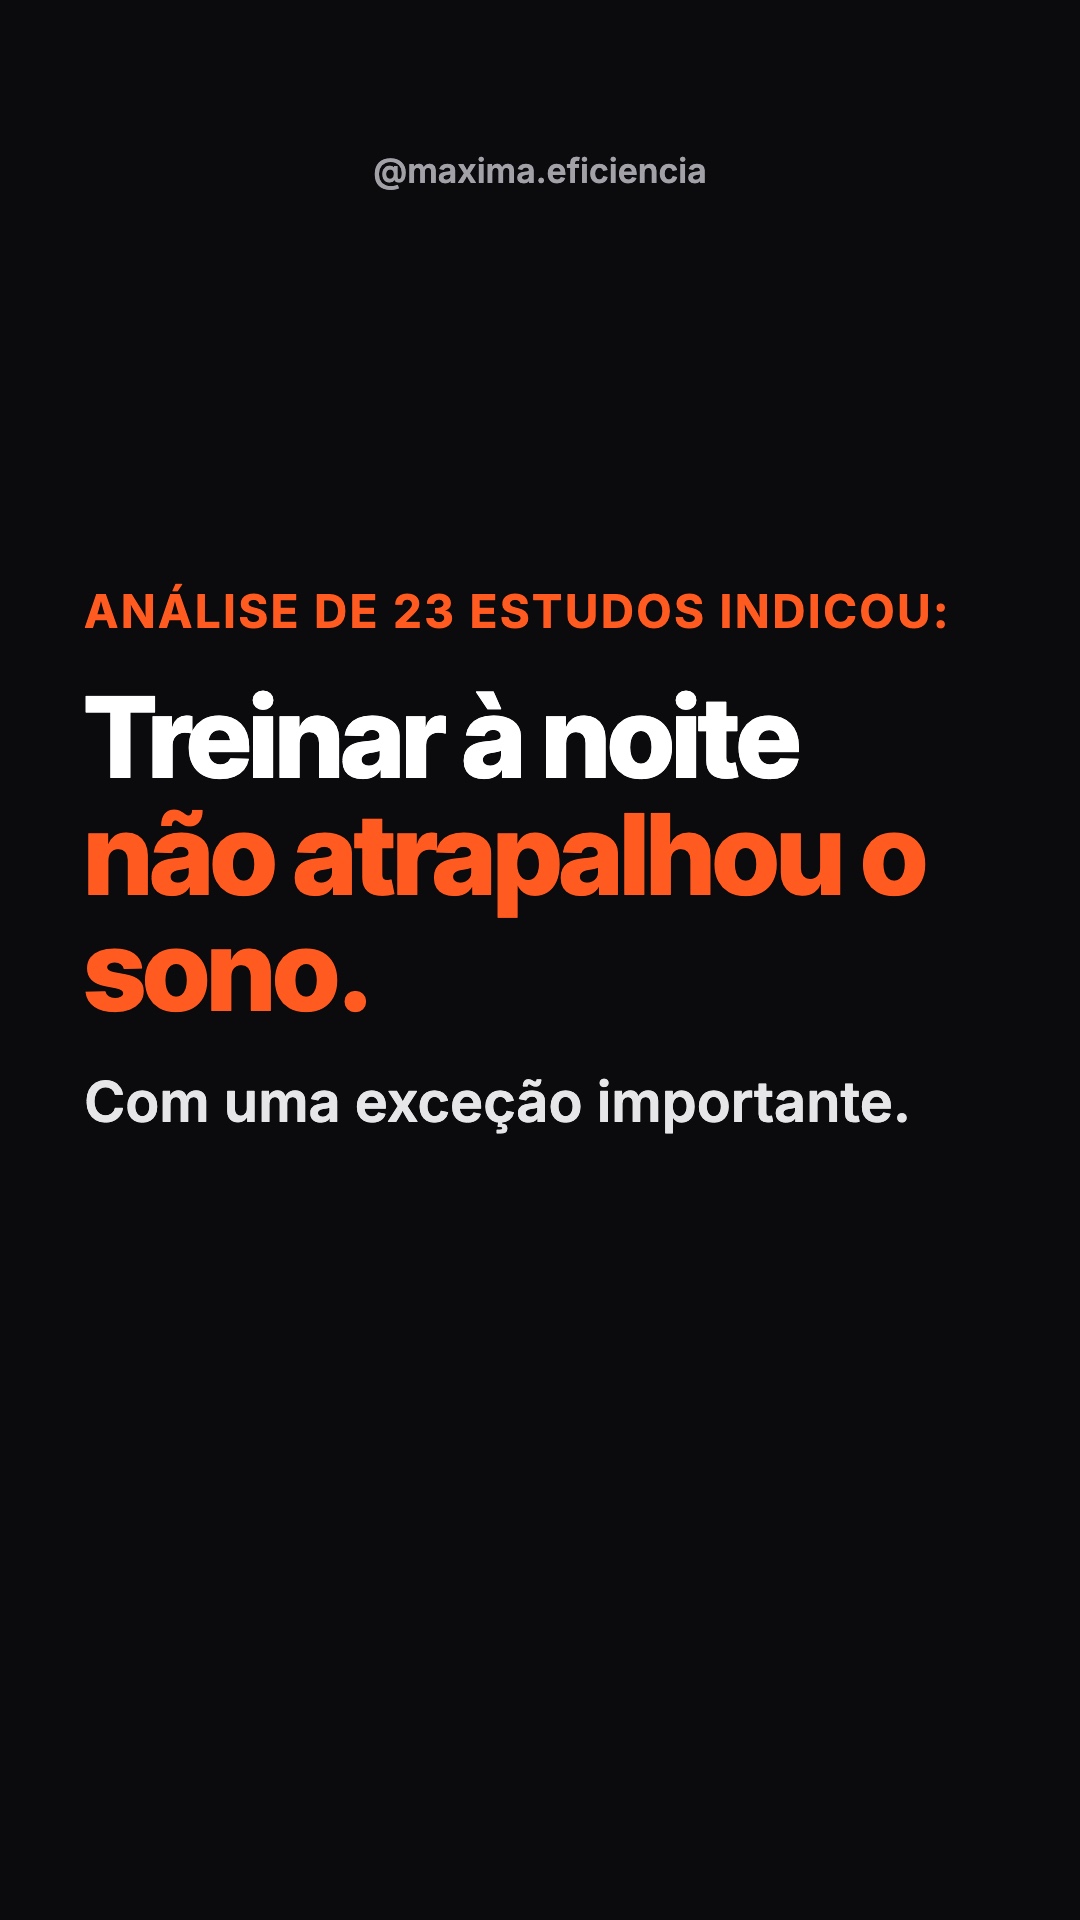 @maxima.eficiencia
ANÁLISE DE 23 ESTUDOS INDICOU:
Treinar à noite
não atrapalhou o
sono.
Com uma exceção importante.